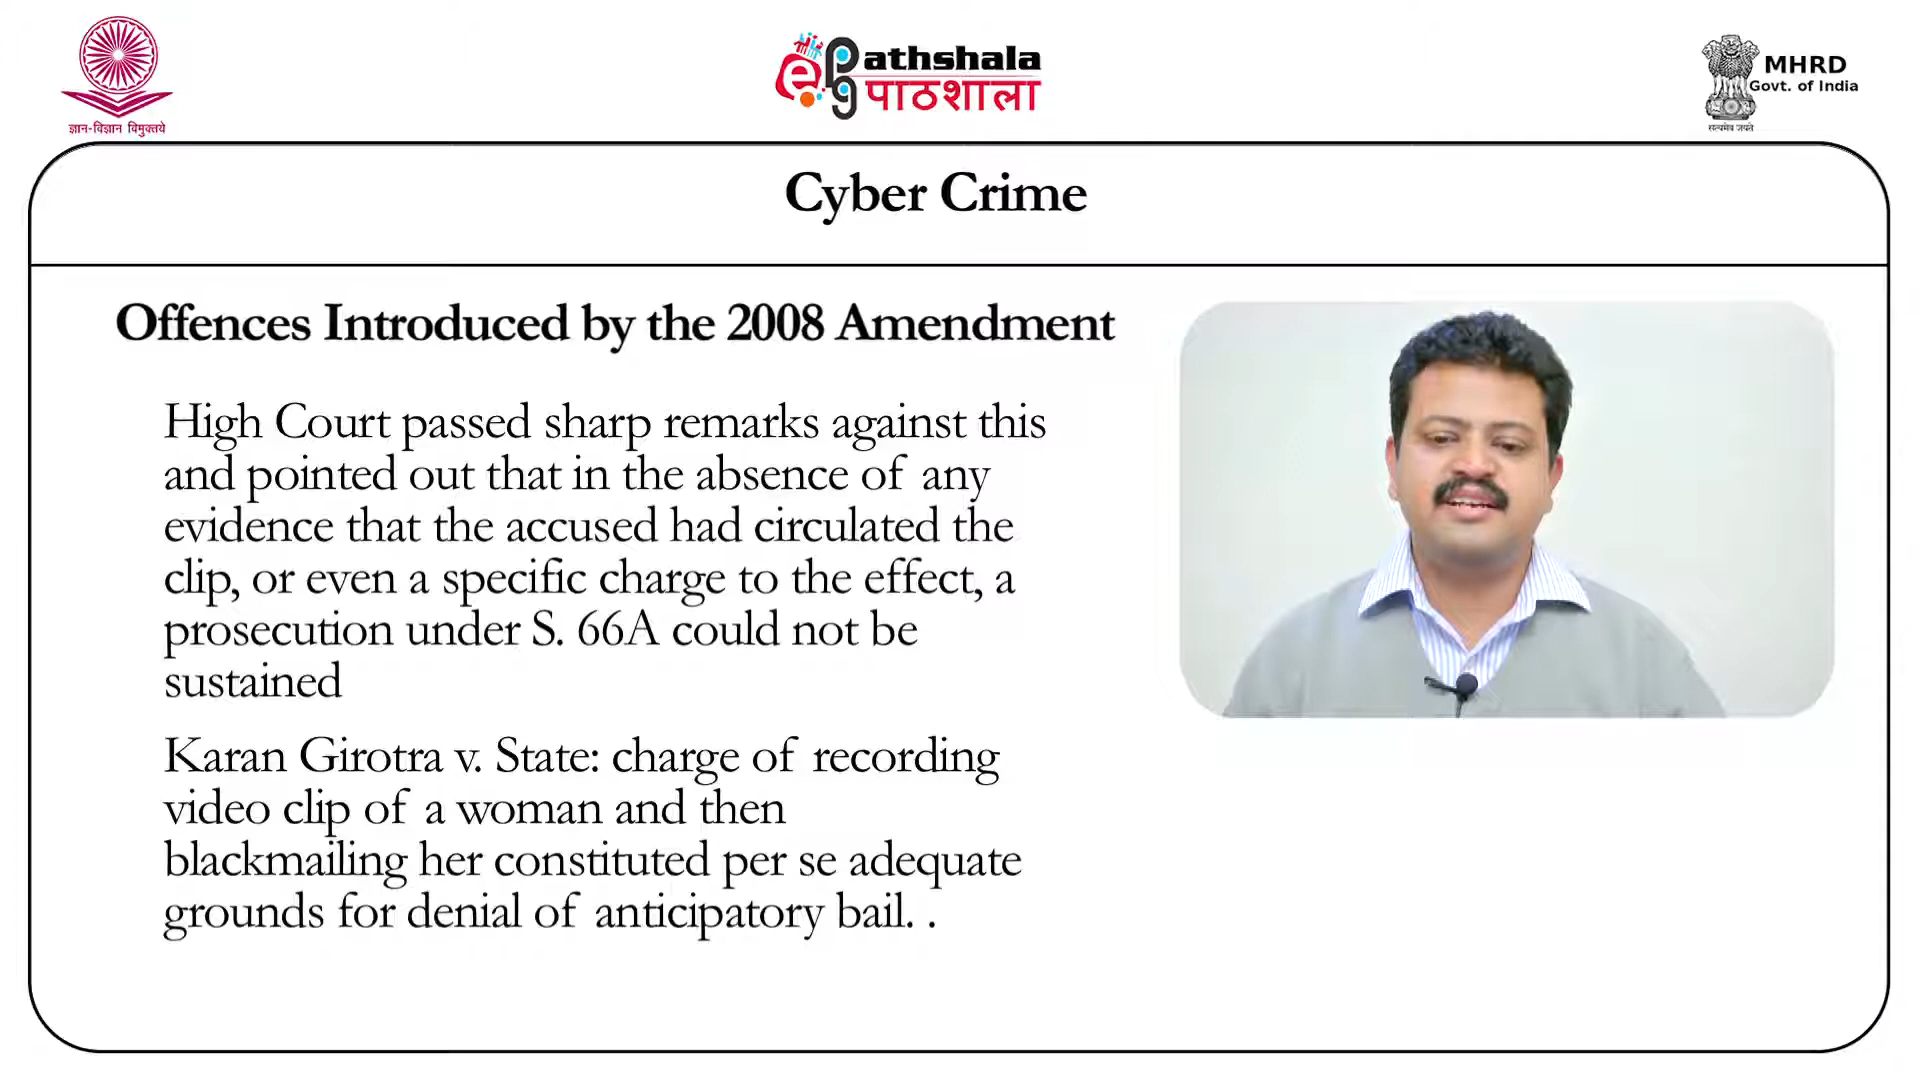 ज्ञान-विज्ञान विमुक्तये
e Pg athshala
पाठशाला
MHRD
Govt. of India
सत्यमेव जयते
Cyber Crime
Offences Introduced by the 2008 Amendment
High Court passed sharp remarks against this
and pointed out that in the absence of any
evidence that the accused had circulated the
clip, or even a specific charge to the effect, a
prosecution under S. 66A could not be
sustained
Karan Girotra v. State: charge of recording
video clip of a woman and then
blackmailing her constituted per se adequate
grounds for denial of anticipatory bail. .